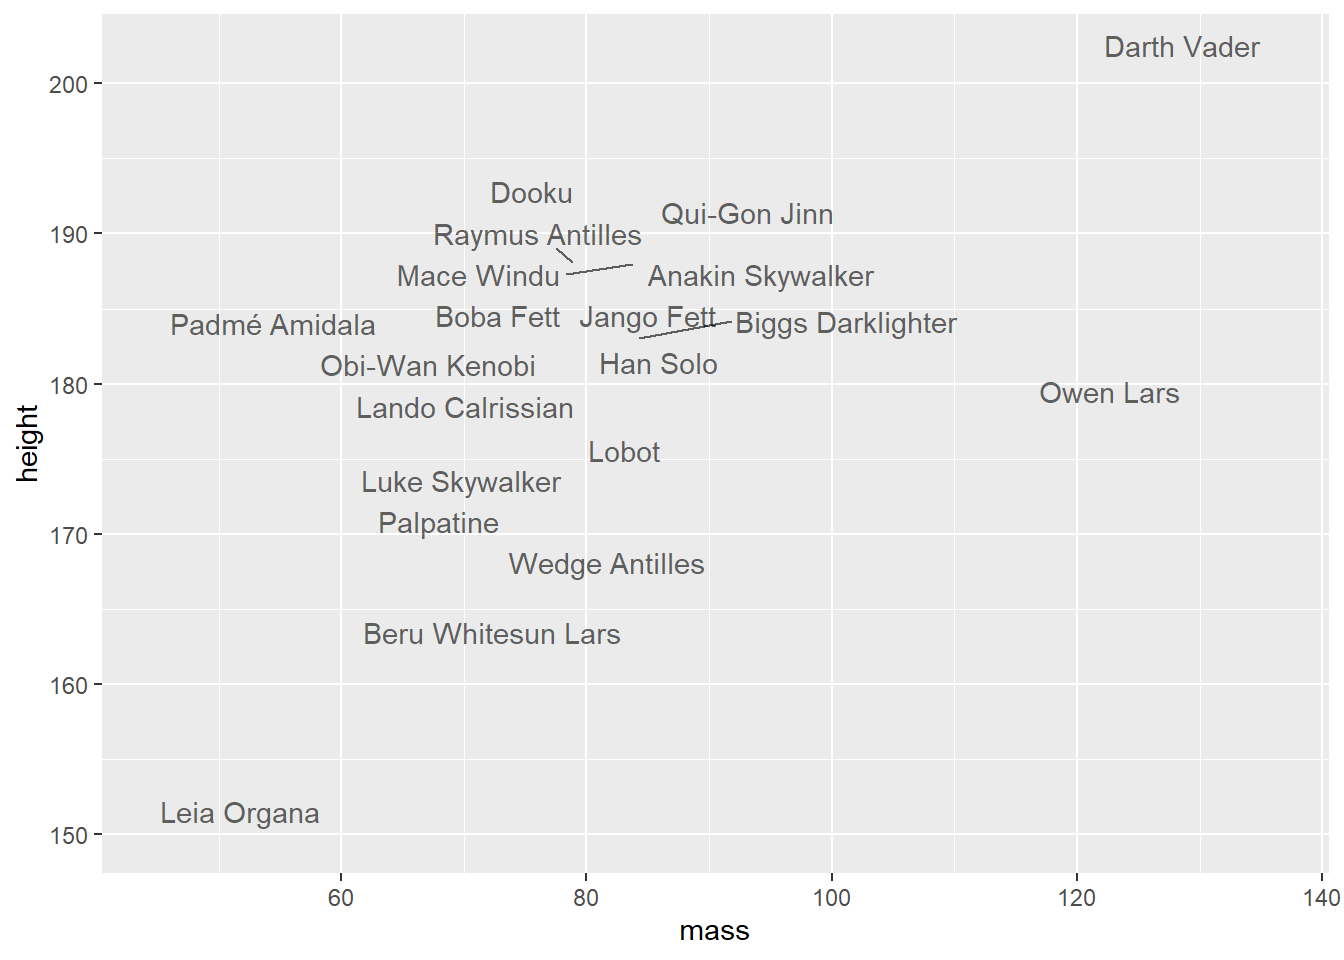 Darth Vader
200
Dooku
Qui-Gon Jinn
190
Raymus Antilles
Mace Windu
Anakin Skywalker
Padmé Amidala
Boba Fett
Jango Fett
Biggs Darklighter
Obi-Wan Kenobi
Han Solo
180
Owen Lars
Lando Calrissian
height
Lobot
Luke Skywalker
Palpatine
170
Wedge Antilles
Beru Whitesun Lars
160
Leia Organa
150
60
80
100
120
140
mass